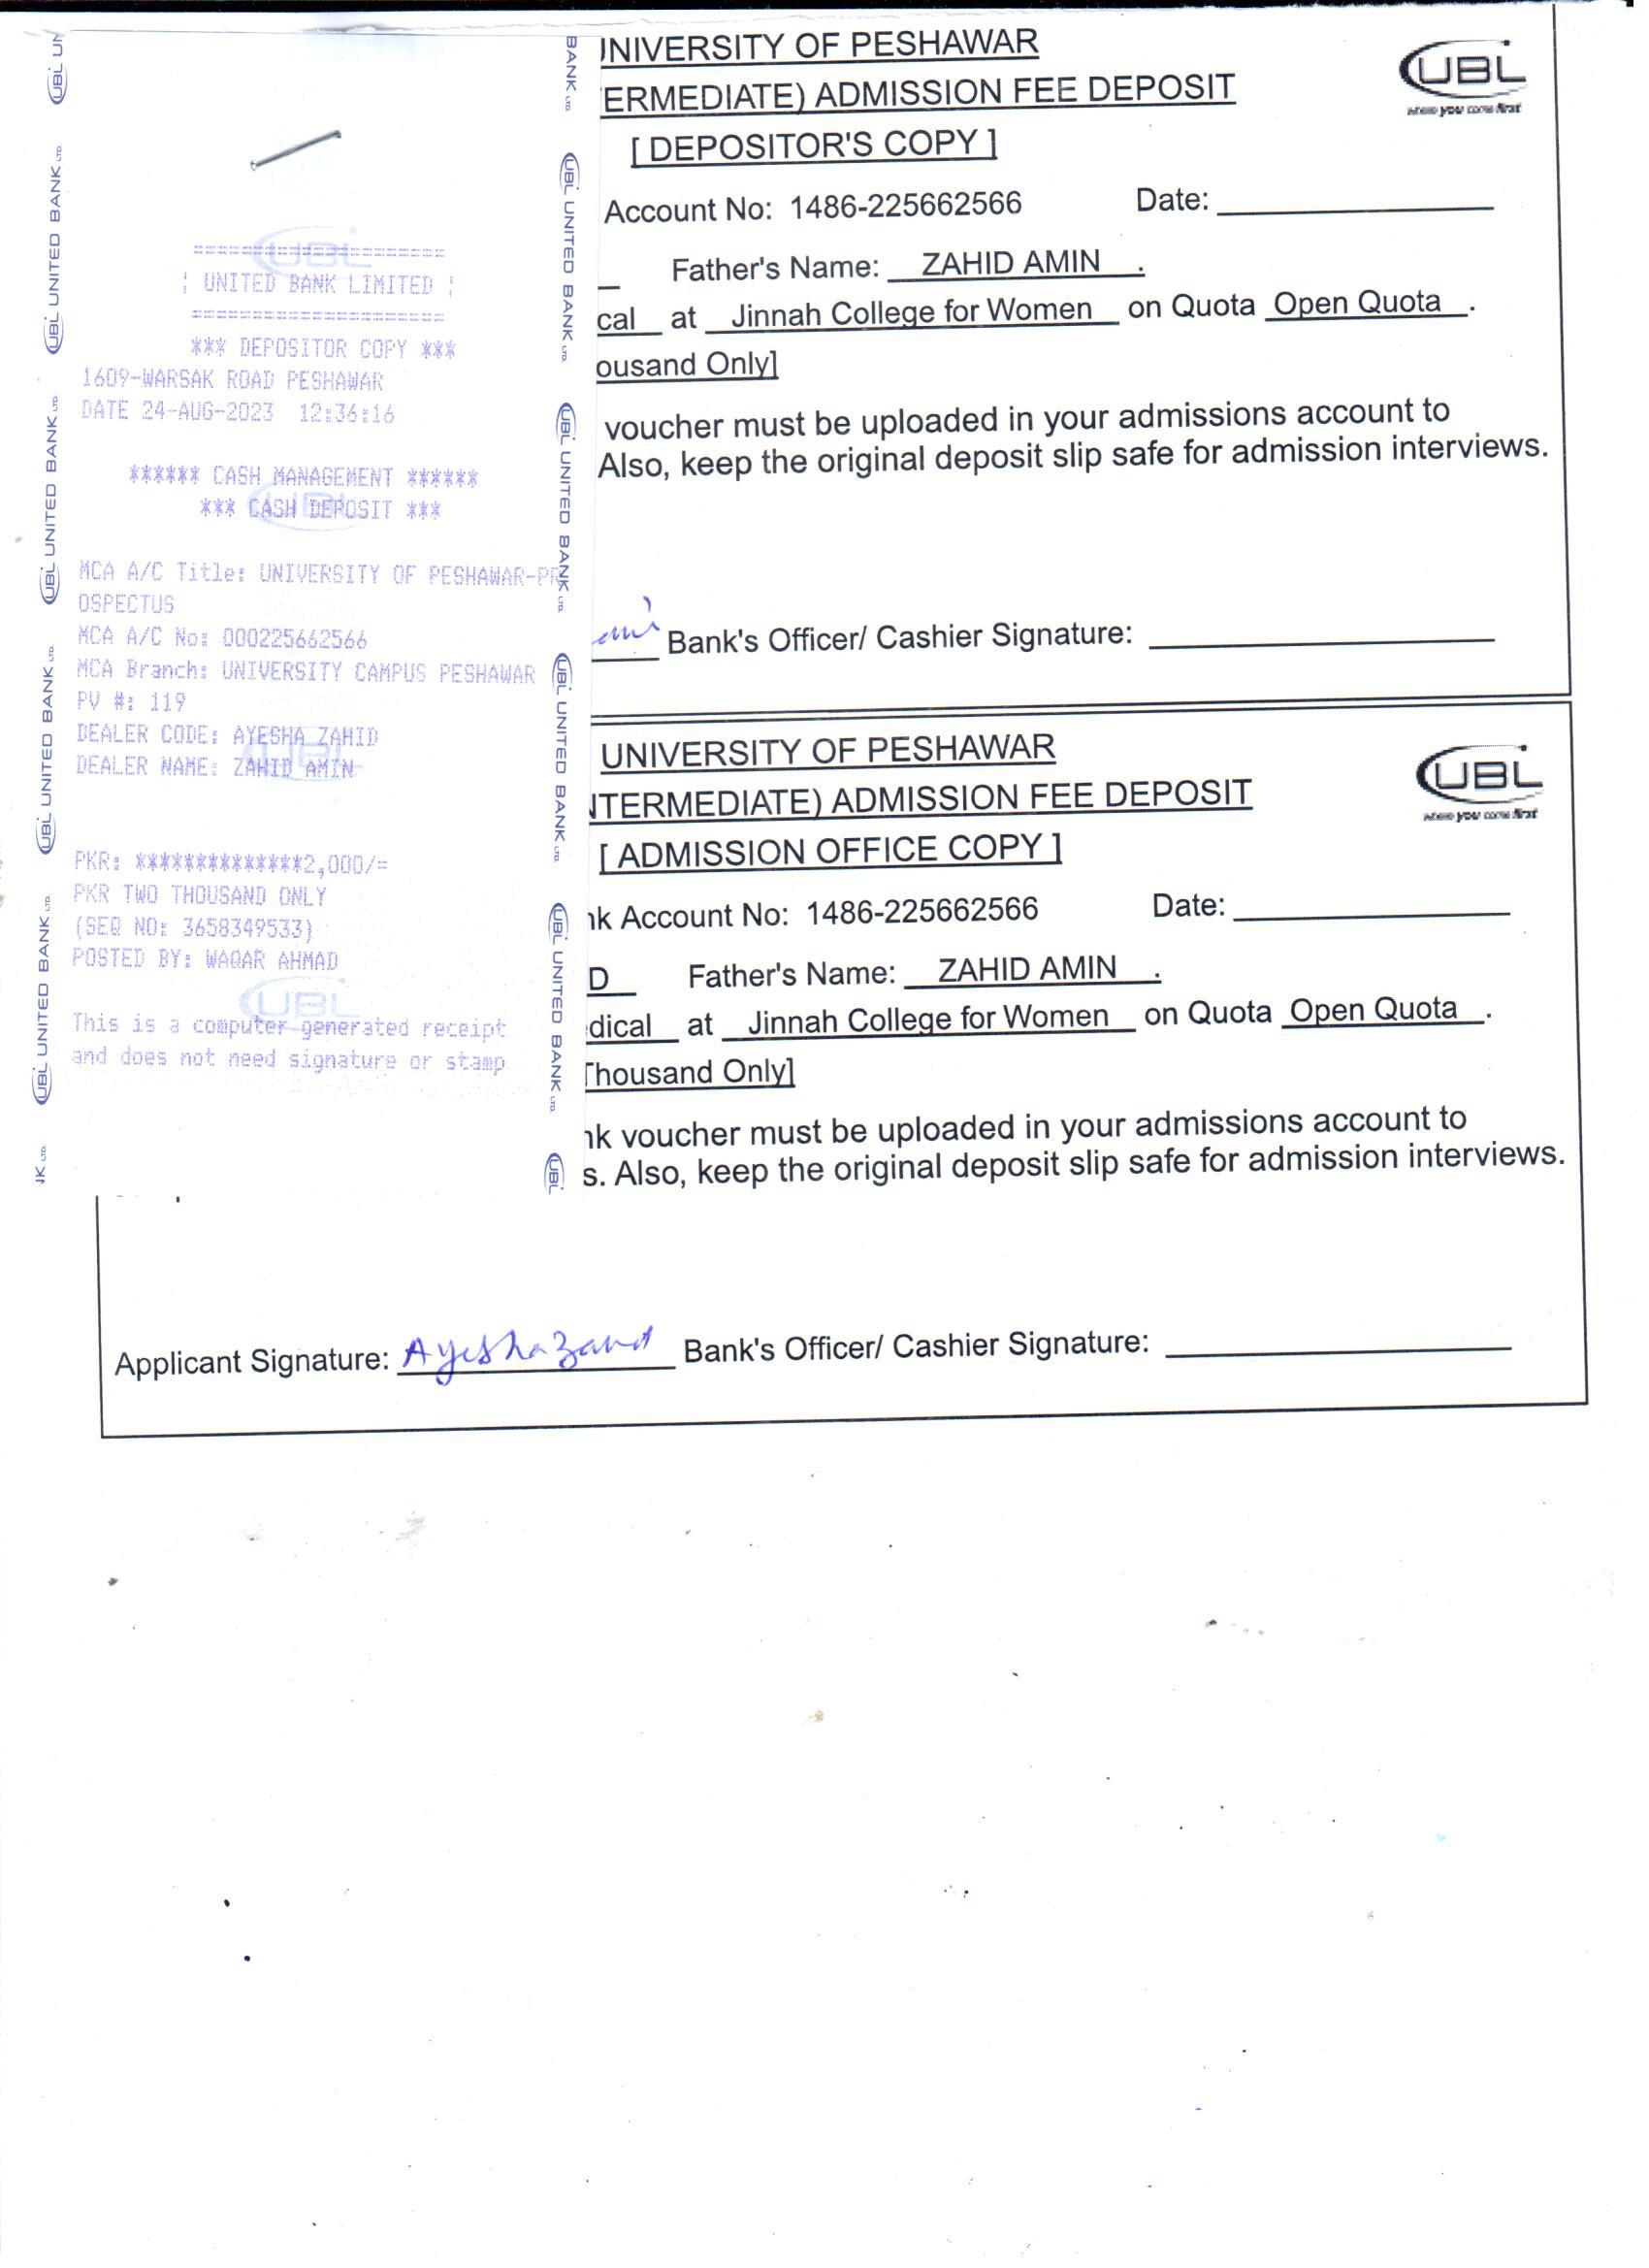 UNITED BANK LIMITED
*** DEPOSITOR COPY ***
1609-WARSAK ROAD PESHAWAR
DATE 24-AUG-2023 12:36:16
****** CASH MANAGEMENT ******
*** CASH DEPOSIT ***
MCA A/C Title: UNIVERSITY OF PESHAWAR-PR
OSPECTUS
MCA A/C No: 000225662566
MCA Branch: UNIVERSITY CAMPUS PESHAWAR
PV #: 119
DEALER CODE: AYESHA ZAHID
DEALER NAME: ZAHID AMIN
PKR: **************2,000/=
PKR TWO THOUSAND ONLY
(SEQ NO: 3658349533)
POSTED BY: WAQAR AHMAD
This is a computer generated receipt
and does not need signature or stamp
UBL UNITED BANK LTD.
UNIVERSITY OF PESHAWAR
ERMEDIATE) ADMISSION FEE DEPOSIT
[ DEPOSITOR'S COPY ]
UBL
where you come first
Account No: 1486-225662566 Date:
Father's Name: ZAHID AMIN .
cal at Jinnah College for Women on Quota Open Quota .
ousand Only]
voucher must be uploaded in your admissions account to
Also, keep the original deposit slip safe for admission interviews.
Bank's Officer/ Cashier Signature:
UNIVERSITY OF PESHAWAR
NTERMEDIATE) ADMISSION FEE DEPOSIT
[ ADMISSION OFFICE COPY ]
UBL
where you come first
nk Account No: 1486-225662566 Date:
D Father's Name: ZAHID AMIN .
dical at Jinnah College for Women on Quota Open Quota .
Thousand Only]
nk voucher must be uploaded in your admissions account to
s. Also, keep the original deposit slip safe for admission interviews.
Applicant Signature: Ayesha Zahid Bank's Officer/ Cashier Signature: